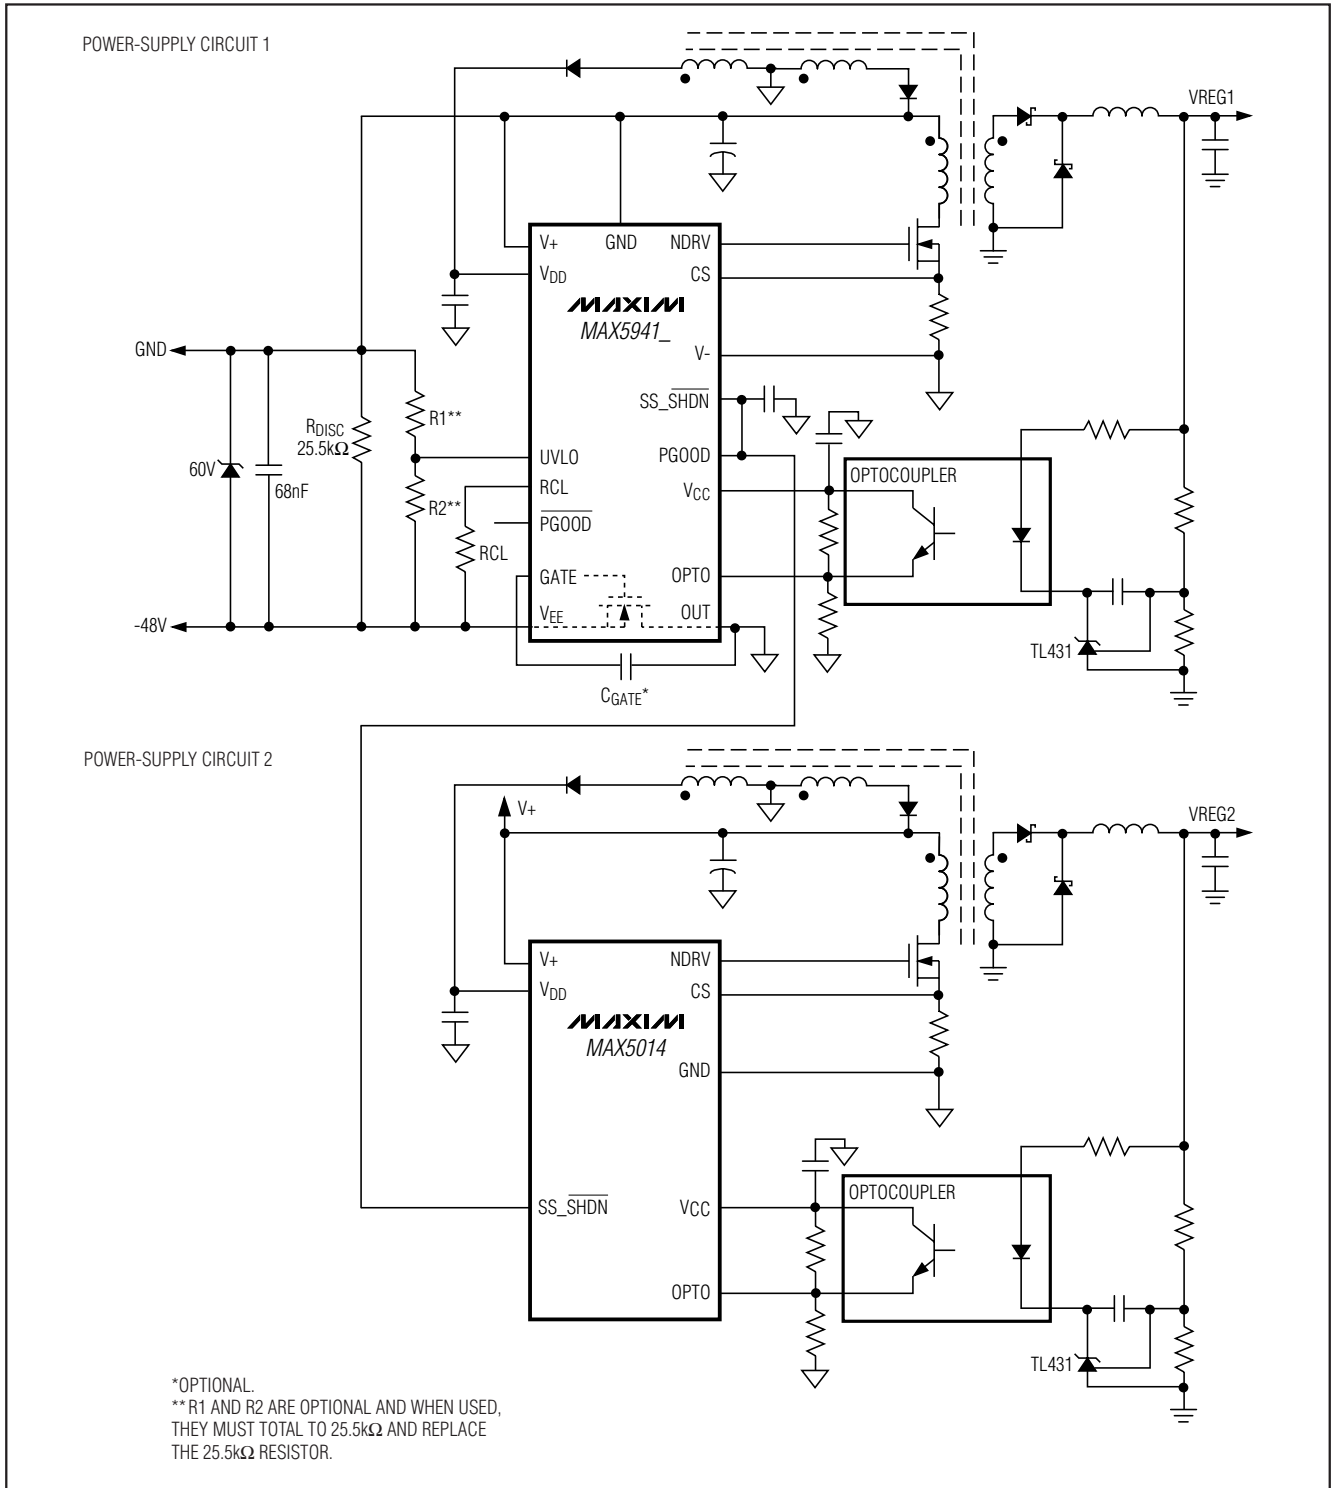 POWER-SUPPLY CIRCUIT 1
VREG1
V+
GND
NDRV
VDD
CS
MAXIM
MAX5941_
GND
V-
SS_SHDN
RDISC
25.5kΩ
R1**
60V
68nF
UVLO
PGOOD
OPTOCOUPLER
RCL
VCC
R2**
PGOOD
RCL
GATE
OPTO
VEE
OUT
-48V
TL431
CGATE*
POWER-SUPPLY CIRCUIT 2
V+
VREG2
V+
NDRV
VDD
CS
MAXIM
MAX5014
GND
OPTOCOUPLER
SS_SHDN
VCC
OPTO
TL431
*OPTIONAL.
**R1 AND R2 ARE OPTIONAL AND WHEN USED,
THEY MUST TOTAL TO 25.5kΩ AND REPLACE
THE 25.5kΩ RESISTOR.